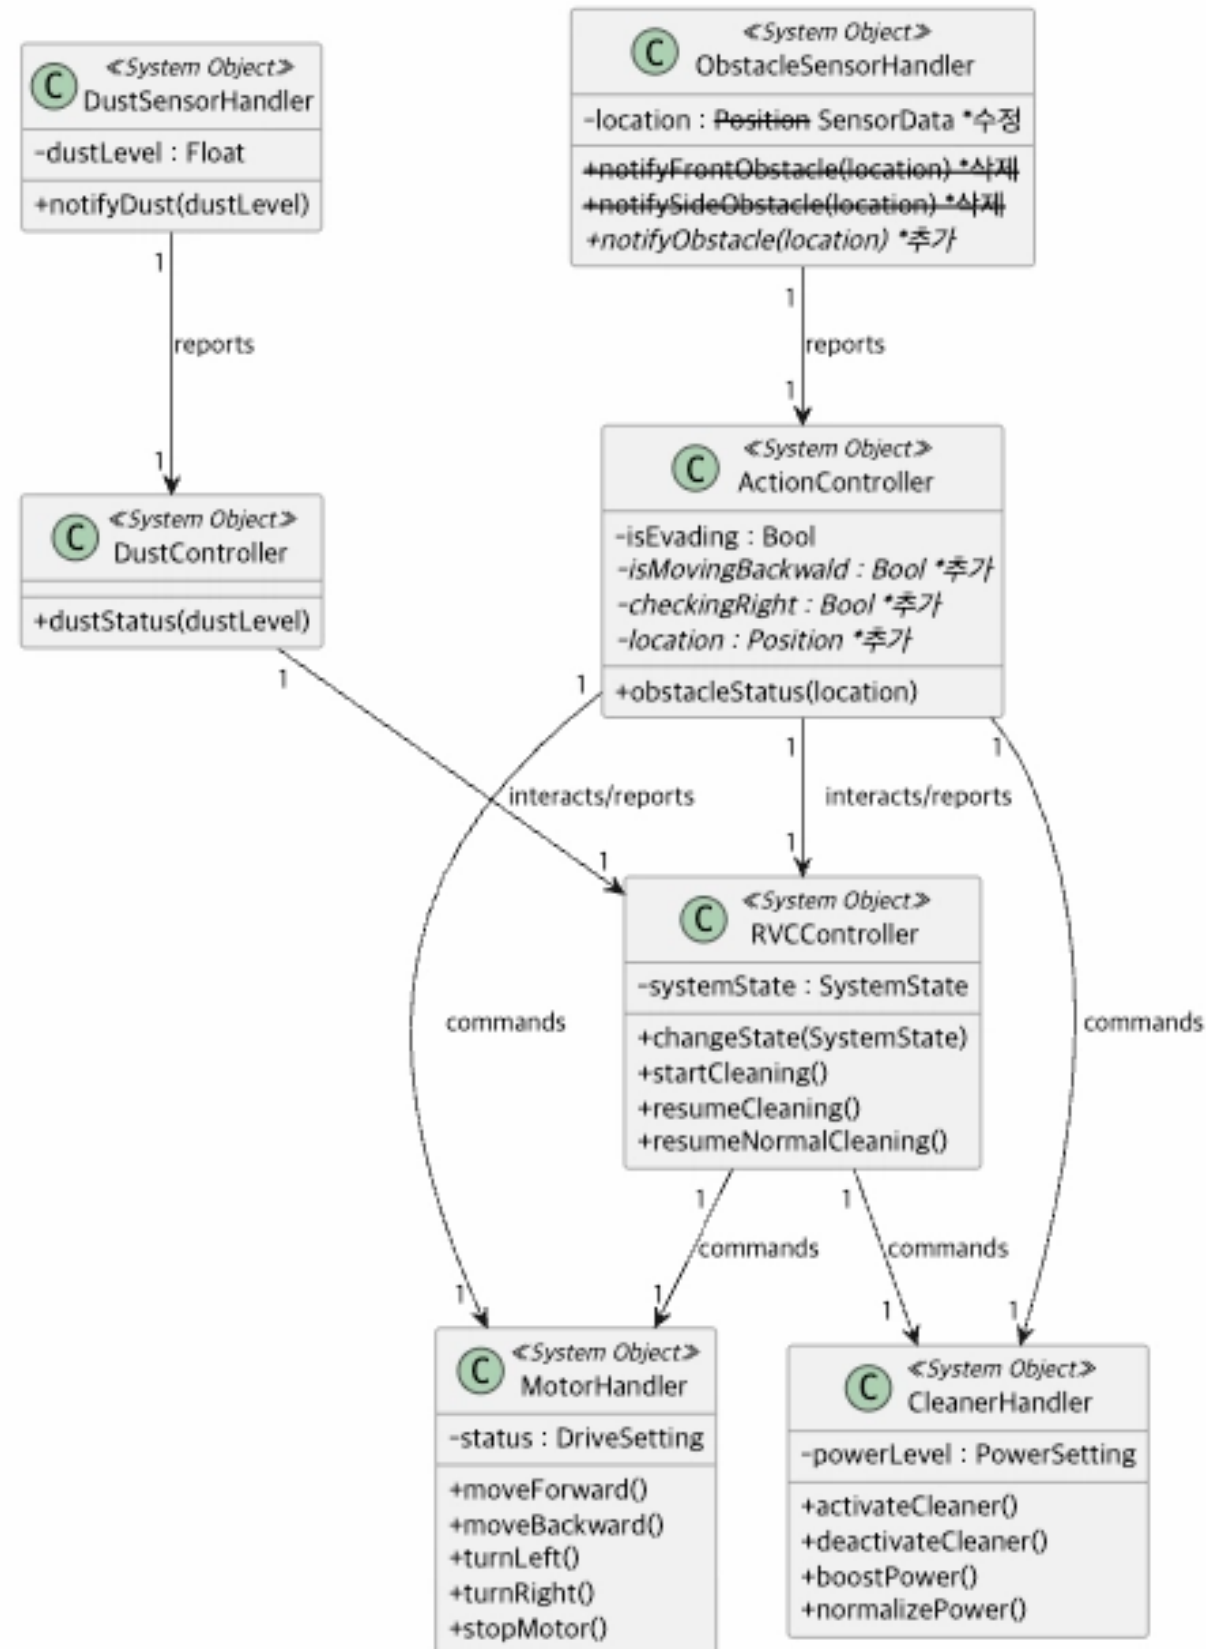 C
≪System Object≫
DustSensorHandler
-dustLevel : Float
+notifyDust(dustLevel)
C
≪System Object≫
ObstacleSensorHandler
-location : Position SensorData *수정
+notifyFrontObstacle(location) *삭제
+notifySideObstacle(location) *삭제
+notifyObstacle(location) *추가
1
reports
1
1
reports
1
C
≪System Object≫
DustController
+dustStatus(dustLevel)
C
≪System Object≫
ActionController
-isEvading : Bool
-isMovingBackwald : Bool *추가
-checkingRight : Bool *추가
-location : Position *추가
+obstacleStatus(location)
1
1
1
1
interacts/reports
interacts/reports
1
1
C
≪System Object≫
RVCController
-systemState : SystemState
+changeState(SystemState)
+startCleaning()
+resumeCleaning()
+resumeNormalCleaning()
commands
commands
1
1
commands
commands
1
1
1
1
C
≪System Object≫
MotorHandler
-status : DriveSetting
+moveForward()
+moveBackward()
+turnLeft()
+turnRight()
+stopMotor()
C
≪System Object≫
CleanerHandler
-powerLevel : PowerSetting
+activateCleaner()
+deactivateCleaner()
+boostPower()
+normalizePower()